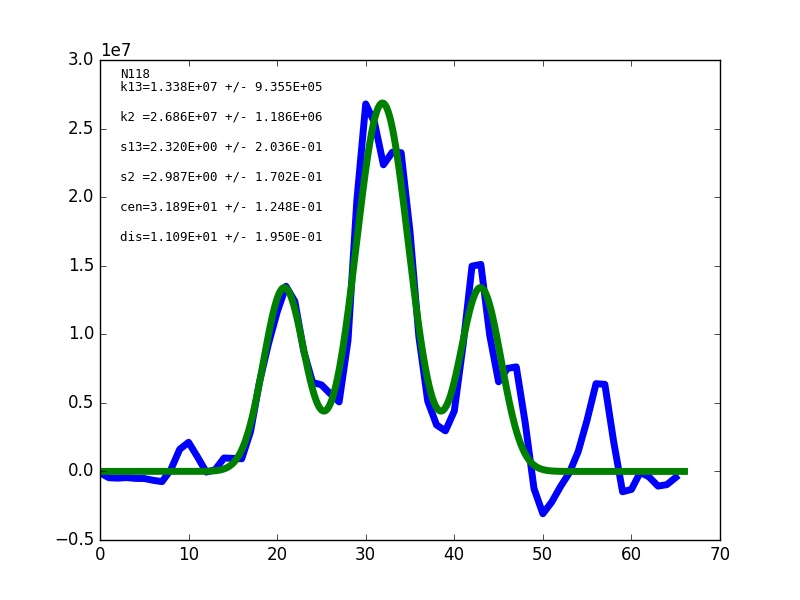 1e7
3.0
2.5
2.0
1.5
1.0
0.5
0.0
−0.5
N118
k13=1.338E+07 +/- 9.355E+05
k2 =2.686E+07 +/- 1.186E+06
s13=2.320E+00 +/- 2.036E-01
s2 =2.987E+00 +/- 1.702E-01
cen=3.189E+01 +/- 1.248E-01
dis=1.109E+01 +/- 1.950E-01
0 10 20 30 40 50 60 70